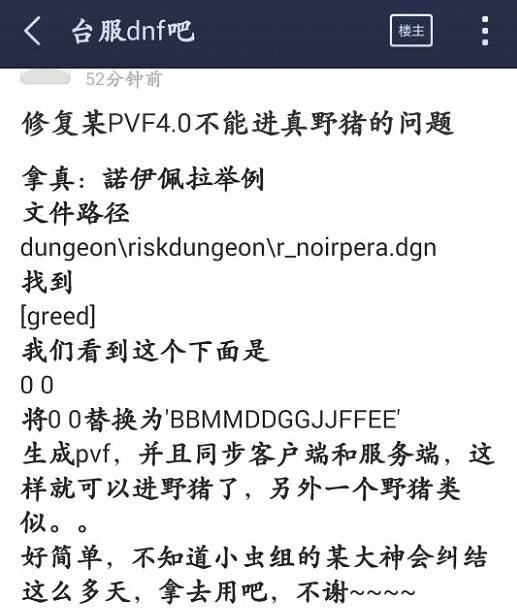 台服dnf吧
楼主
52分钟前
修复某PVF4.0不能进真野猪的问题
拿真：諾伊佩拉举例
文件路径
dungeon\riskdungeon\r_noirpera.dgn
找到
[greed]
我们看到这个下面是
0 0
将0 0替换为'BBMMDDGGJJFFEE'
生成pvf，并且同步客户端和服务端，这
样就可以进野猪了，另外一个野猪类
似。。
好简单，不知道小虫组的某大神会纠结
这么多天，拿去用吧，不谢~~~~